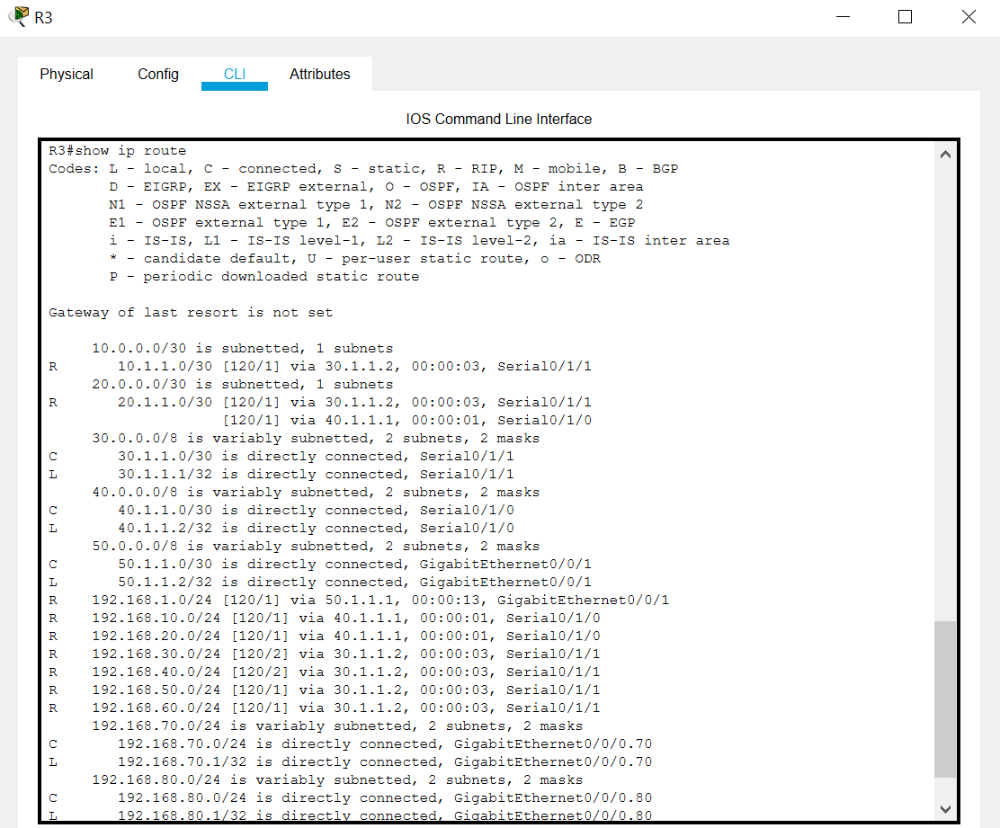 R3
Physical Config CLI Attributes
IOS Command Line Interface
R3#show ip route
Codes: L - local, C - connected, S - static, R - RIP, M - mobile, B - BGP
D - EIGRP, EX - EIGRP external, O - OSPF, IA - OSPF inter area
N1 - OSPF NSSA external type 1, N2 - OSPF NSSA external type 2
E1 - OSPF external type 1, E2 - OSPF external type 2, E - EGP
i - IS-IS, L1 - IS-IS level-1, L2 - IS-IS level-2, ia - IS-IS inter area
* - candidate default, U - per-user static route, o - ODR
P - periodic downloaded static route
Gateway of last resort is not set
10.0.0.0/30 is subnetted, 1 subnets
R 10.1.1.0/30 [120/1] via 30.1.1.2, 00:00:03, Serial0/1/1
20.0.0.0/30 is subnetted, 1 subnets
R 20.1.1.0/30 [120/1] via 30.1.1.2, 00:00:03, Serial0/1/1
[120/1] via 40.1.1.1, 00:00:01, Serial0/1/0
30.0.0.0/8 is variably subnetted, 2 subnets, 2 masks
C 30.1.1.0/30 is directly connected, Serial0/1/1
L 30.1.1.1/32 is directly connected, Serial0/1/1
40.0.0.0/8 is variably subnetted, 2 subnets, 2 masks
C 40.1.1.0/30 is directly connected, Serial0/1/0
L 40.1.1.2/32 is directly connected, Serial0/1/0
50.0.0.0/8 is variably subnetted, 2 subnets, 2 masks
C 50.1.1.0/30 is directly connected, GigabitEthernet0/0/1
L 50.1.1.2/32 is directly connected, GigabitEthernet0/0/1
R 192.168.1.0/24 [120/1] via 50.1.1.1, 00:00:13, GigabitEthernet0/0/1
R 192.168.10.0/24 [120/1] via 40.1.1.1, 00:00:01, Serial0/1/0
R 192.168.20.0/24 [120/1] via 40.1.1.1, 00:00:01, Serial0/1/0
R 192.168.30.0/24 [120/2] via 30.1.1.2, 00:00:03, Serial0/1/1
R 192.168.40.0/24 [120/2] via 30.1.1.2, 00:00:03, Serial0/1/1
R 192.168.50.0/24 [120/1] via 30.1.1.2, 00:00:03, Serial0/1/1
R 192.168.60.0/24 [120/1] via 30.1.1.2, 00:00:03, Serial0/1/1
192.168.70.0/24 is variably subnetted, 2 subnets, 2 masks
C 192.168.70.0/24 is directly connected, GigabitEthernet0/0/0.70
L 192.168.70.1/32 is directly connected, GigabitEthernet0/0/0.70
192.168.80.0/24 is variably subnetted, 2 subnets, 2 masks
C 192.168.80.0/24 is directly connected, GigabitEthernet0/0/0.80
L 192.168.80.1/32 is directly connected, GigabitEthernet0/0/0.80